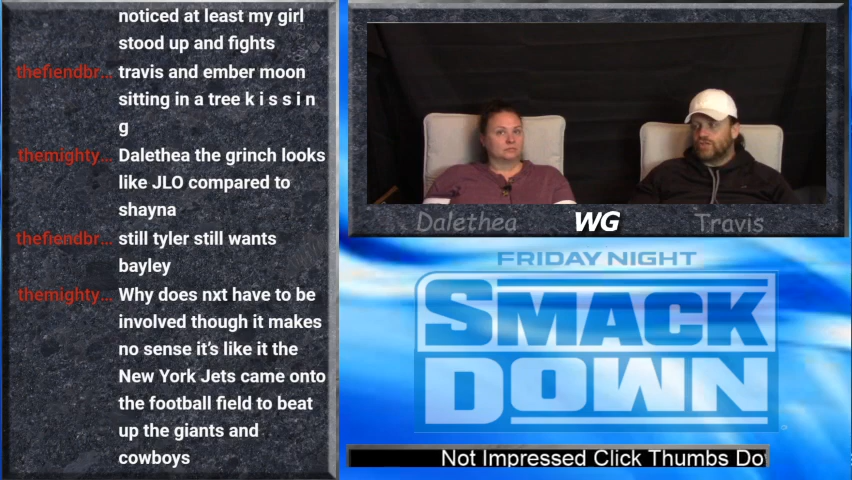 noticed at least my girl
stood up and fights
thefiendbr... travis and ember moon
sitting in a tree k i s s i n
g
themighty... Dalethea the grinch looks
like JLO compared to
shayna
thefiendbr... still tyler still wants
bayley
themighty... Why does nxt have to be
involved though it makes
no sense it's like it the
New York Jets came onto
the football field to beat
up the giants and
cowboys
Dalethea WG Travis
FRIDAY NIGHT
SMACK
DOWN
Not Impressed Click Thumbs Do